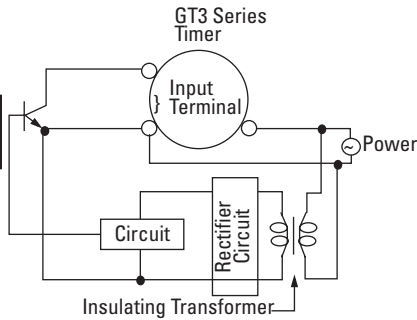 GT3 Series
Timer
Input
Terminal
Power
Circuit
Rectifier
Circuit
Insulating Transformer